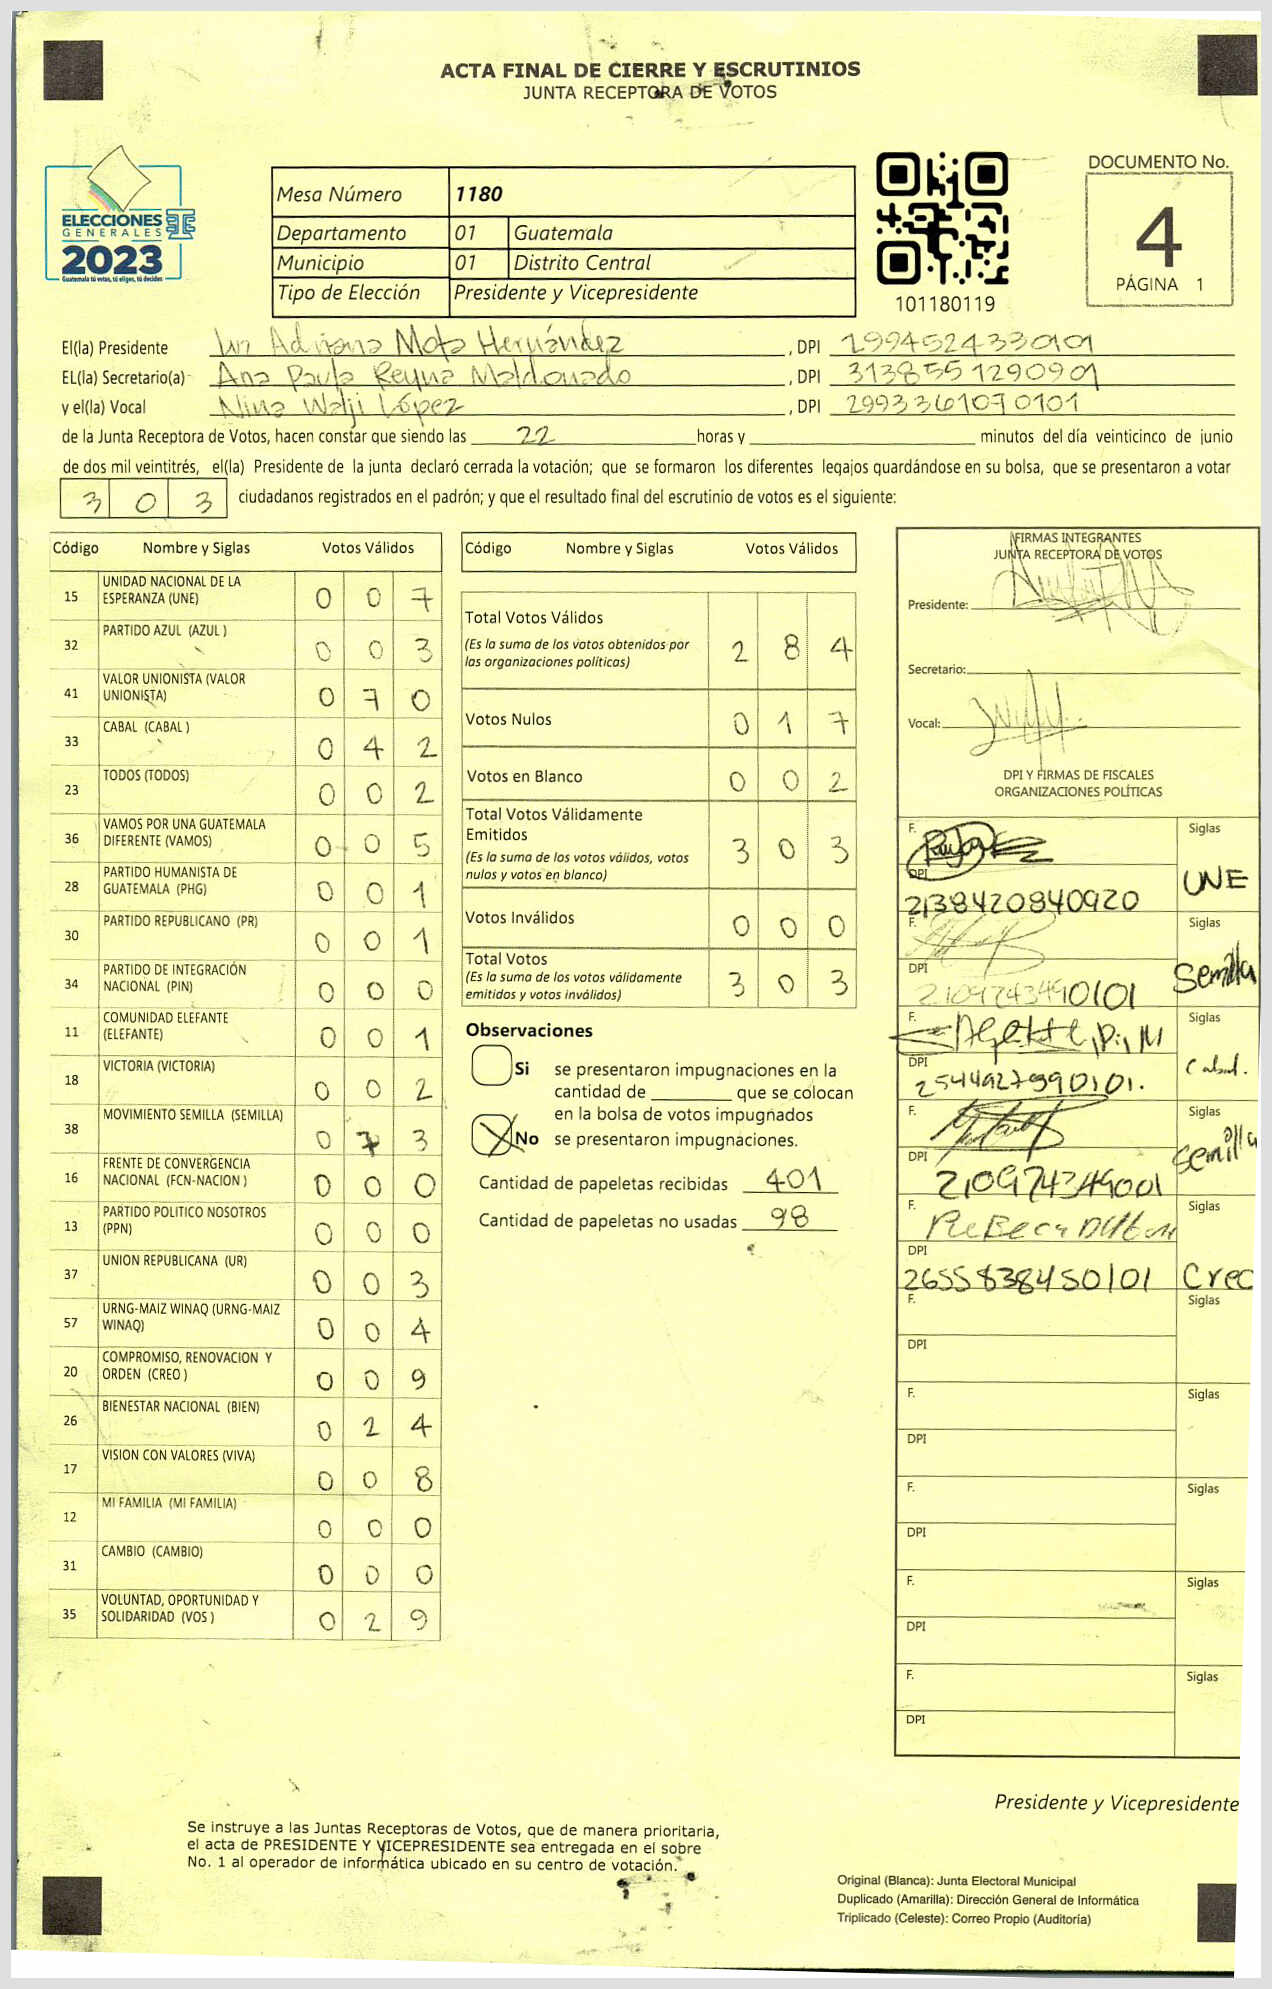 ACTA FINAL DE CIERRE Y ESCRUTINIOS
JUNTA RECEPTORA DE VOTOS
ELECCIONES
GENERALES
2023
Guatemala tú votas, tú eliges, tú decides
Mesa Número 1180
Departamento 01 Guatemala
Municipio 01 Distrito Central
Tipo de Elección Presidente y Vicepresidente
101180119
DOCUMENTO No.
4
PÁGINA 1
El(la) Presidente Adriana Mota Hernández, DPI 2994524330101
EL(la) Secretario(a) Ana Paula Reyna Maldonado, DPI 3138551290901
y el(la) Vocal Nina Walji López, DPI 2993361070101
de la Junta Receptora de Votos, hacen constar que siendo las 22 horas y minutos del día veinticinco de junio
de dos mil veintitrés, el(la) Presidente de la junta declaró cerrada la votación; que se formaron los diferentes legajos guardándose en su bolsa, que se presentaron a votar
3 0 3 ciudadanos registrados en el padrón; y que el resultado final del escrutinio de votos es el siguiente:
Código Nombre y Siglas Votos Válidos
15 UNIDAD NACIONAL DE LA ESPERANZA (UNE) 0 0 7
32 PARTIDO AZUL (AZUL ) 0 0 3
41 VALOR UNIONISTA (VALOR UNIONISTA) 0 7 0
33 CABAL (CABAL ) 0 4 2
23 TODOS (TODOS) 0 0 2
36 VAMOS POR UNA GUATEMALA DIFERENTE (VAMOS) 0 0 5
28 PARTIDO HUMANISTA DE GUATEMALA (PHG) 0 0 1
30 PARTIDO REPUBLICANO (PR) 0 0 1
34 PARTIDO DE INTEGRACIÓN NACIONAL (PIN) 0 0 0
11 COMUNIDAD ELEFANTE (ELEFANTE) 0 0 1
18 VICTORIA (VICTORIA) 0 0 2
38 MOVIMIENTO SEMILLA (SEMILLA) 0 7 3
16 FRENTE DE CONVERGENCIA NACIONAL (FCN-NACION ) 0 0 0
13 PARTIDO POLITICO NOSOTROS (PPN) 0 0 0
37 UNION REPUBLICANA (UR) 0 0 3
57 URNG-MAIZ WINAQ (URNG-MAIZ WINAQ) 0 0 4
20 COMPROMISO, RENOVACION Y ORDEN (CREO ) 0 0 9
26 BIENESTAR NACIONAL (BIEN) 0 2 4
17 VISION CON VALORES (VIVA) 0 0 8
12 MI FAMILIA (MI FAMILIA) 0 0 0
31 CAMBIO (CAMBIO) 0 0 0
35 VOLUNTAD, OPORTUNIDAD Y SOLIDARIDAD (VOS ) 0 2 9
Código Nombre y Siglas Votos Válidos
Total Votos Válidos 2 8 4
(Es la suma de los votos obtenidos por
las organizaciones políticas)
Votos Nulos 0 1 7
Votos en Blanco 0 0 2
Total Votos Válidamente
Emitidos 3 0 3
(Es la suma de los votos válidos, votos
nulos y votos en blanco)
Votos Inválidos 0 0 0
Total Votos 3 0 3
(Es la suma de los votos válidamente
emitidos y votos inválidos)
Observaciones
Si se presentaron impugnaciones en la
cantidad de que se colocan
en la bolsa de votos impugnados
No se presentaron impugnaciones.
Cantidad de papeletas recibidas 401
Cantidad de papeletas no usadas 98
FIRMAS INTEGRANTES
JUNTA RECEPTORA DE VOTOS
Presidente:
Secretario:
Vocal:
DPI Y FIRMAS DE FISCALES
ORGANIZACIONES POLÍTICAS
F. Siglas
DPI UNE
2138420840920
F. Siglas
DPI Semilla
2109743490101
F. Siglas
DPI Cabal.
2544927990101.
F. Siglas
DPI Semilla
F. Siglas
DPI
2655838450101 Creo
F. Siglas
DPI
F. Siglas
DPI
F. Siglas
DPI
F. Siglas
DPI
F. Siglas
DPI
Presidente y Vicepresidente
Se instruye a las Juntas Receptoras de Votos, que de manera prioritaria,
el acta de PRESIDENTE Y VICEPRESIDENTE sea entregada en el sobre
No. 1 al operador de informática ubicado en su centro de votación.
Original (Blanca): Junta Electoral Municipal
Duplicado (Amarilla): Dirección General de Informática
Triplicado (Celeste): Correo Propio (Auditoría)